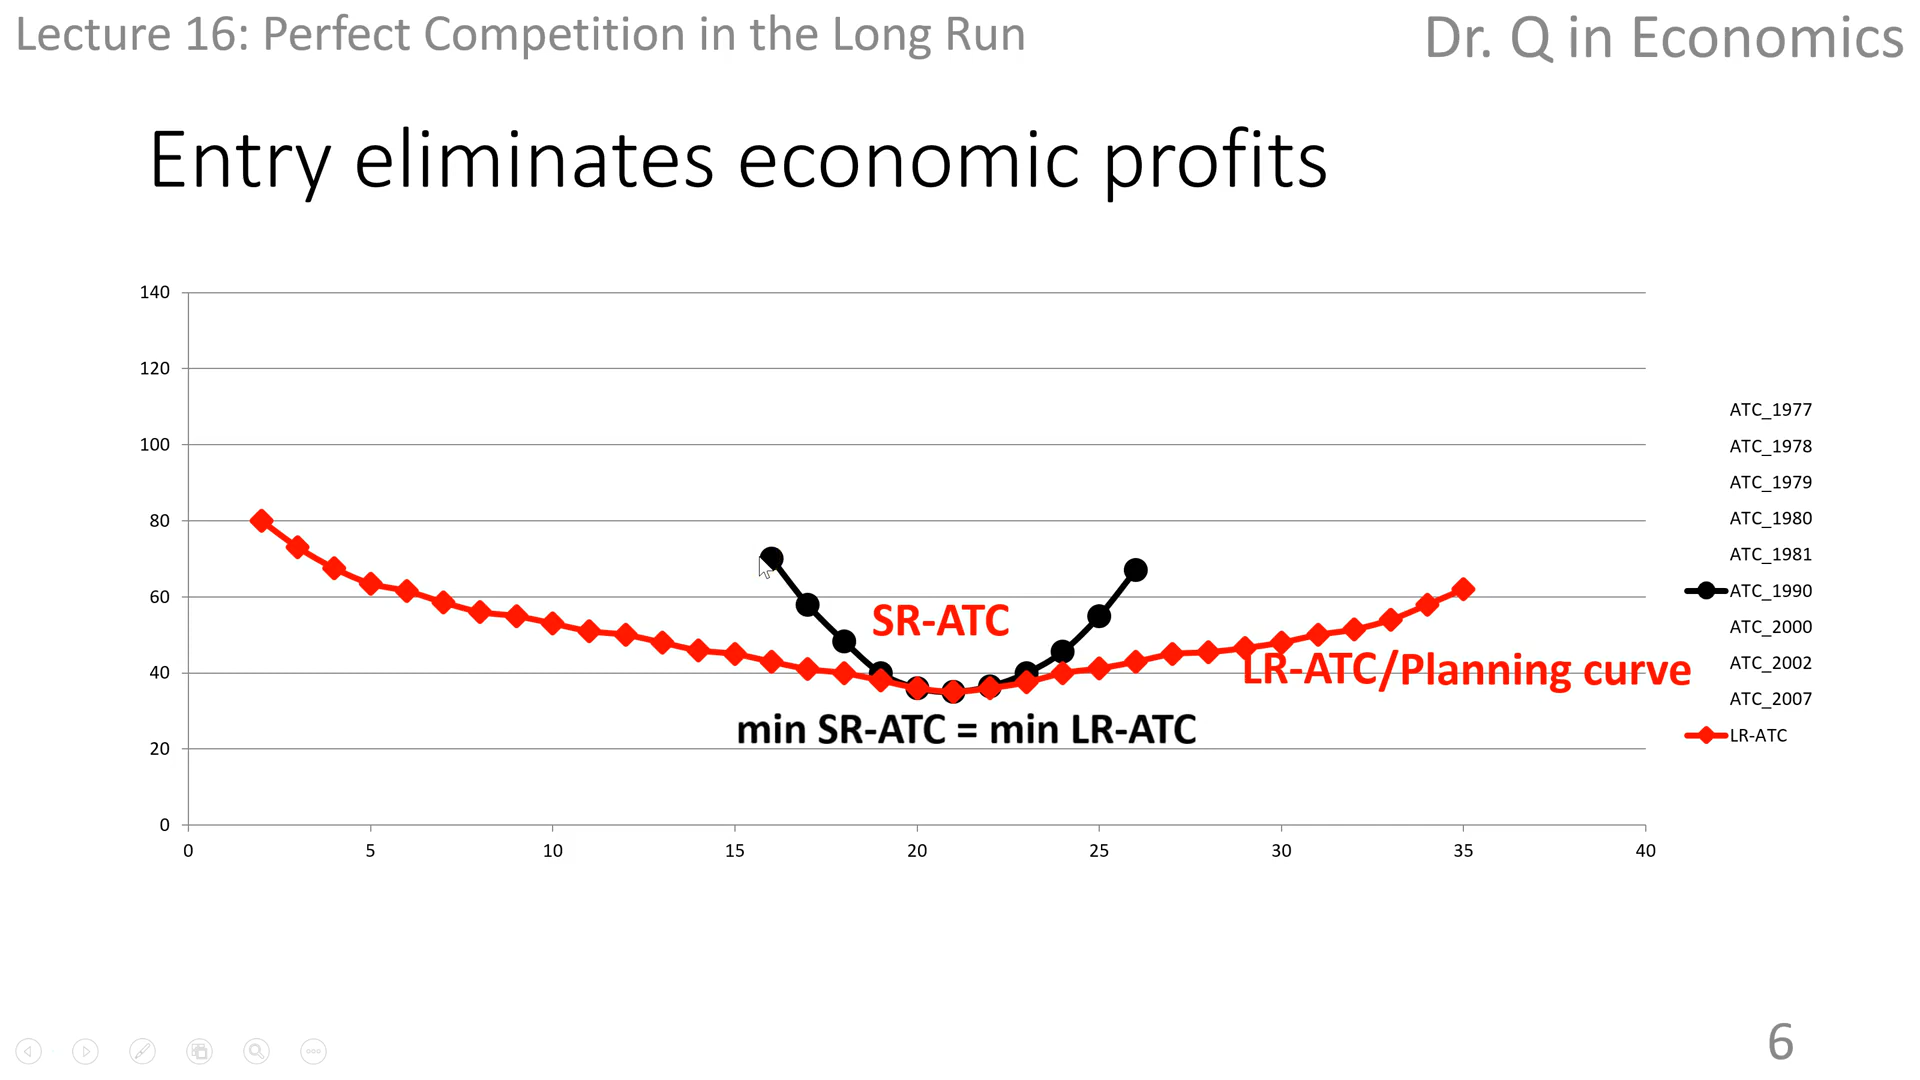 Lecture 16: Perfect Competition in the Long Run
Dr. Q in Economics
Entry eliminates economic profits
140
120
100
80
60
40
20
0
0 5 10 15 20 25 30 35 40
SR-ATC
LR-ATC/Planning curve
min SR-ATC = min LR-ATC
ATC_1977
ATC_1978
ATC_1979
ATC_1980
ATC_1981
ATC_1990
ATC_2000
ATC_2002
ATC_2007
LR-ATC
6